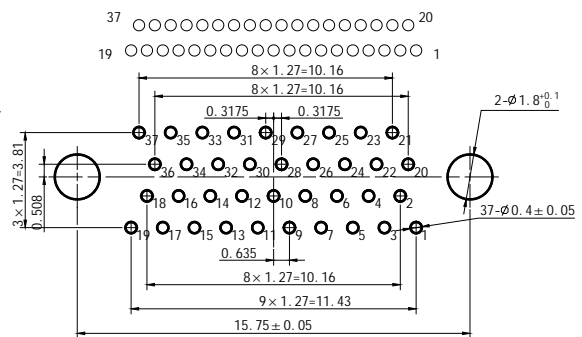 37 20
19 1
8×1.27=10.16
8×1.27=10.16
0.3175 0.3175
2-Ø1.8+0.1 0
37 35 33 31 29 27 25 23 21
3×1.27=3.81
0.508
36 34 32 30 28 26 24 22 20
18 16 14 12 10 8 6 4 2
37-Ø0.4±0.05
19 17 15 13 11 9 7 5 3 1
0.635
8×1.27=10.16
9×1.27=11.43
15.75±0.05